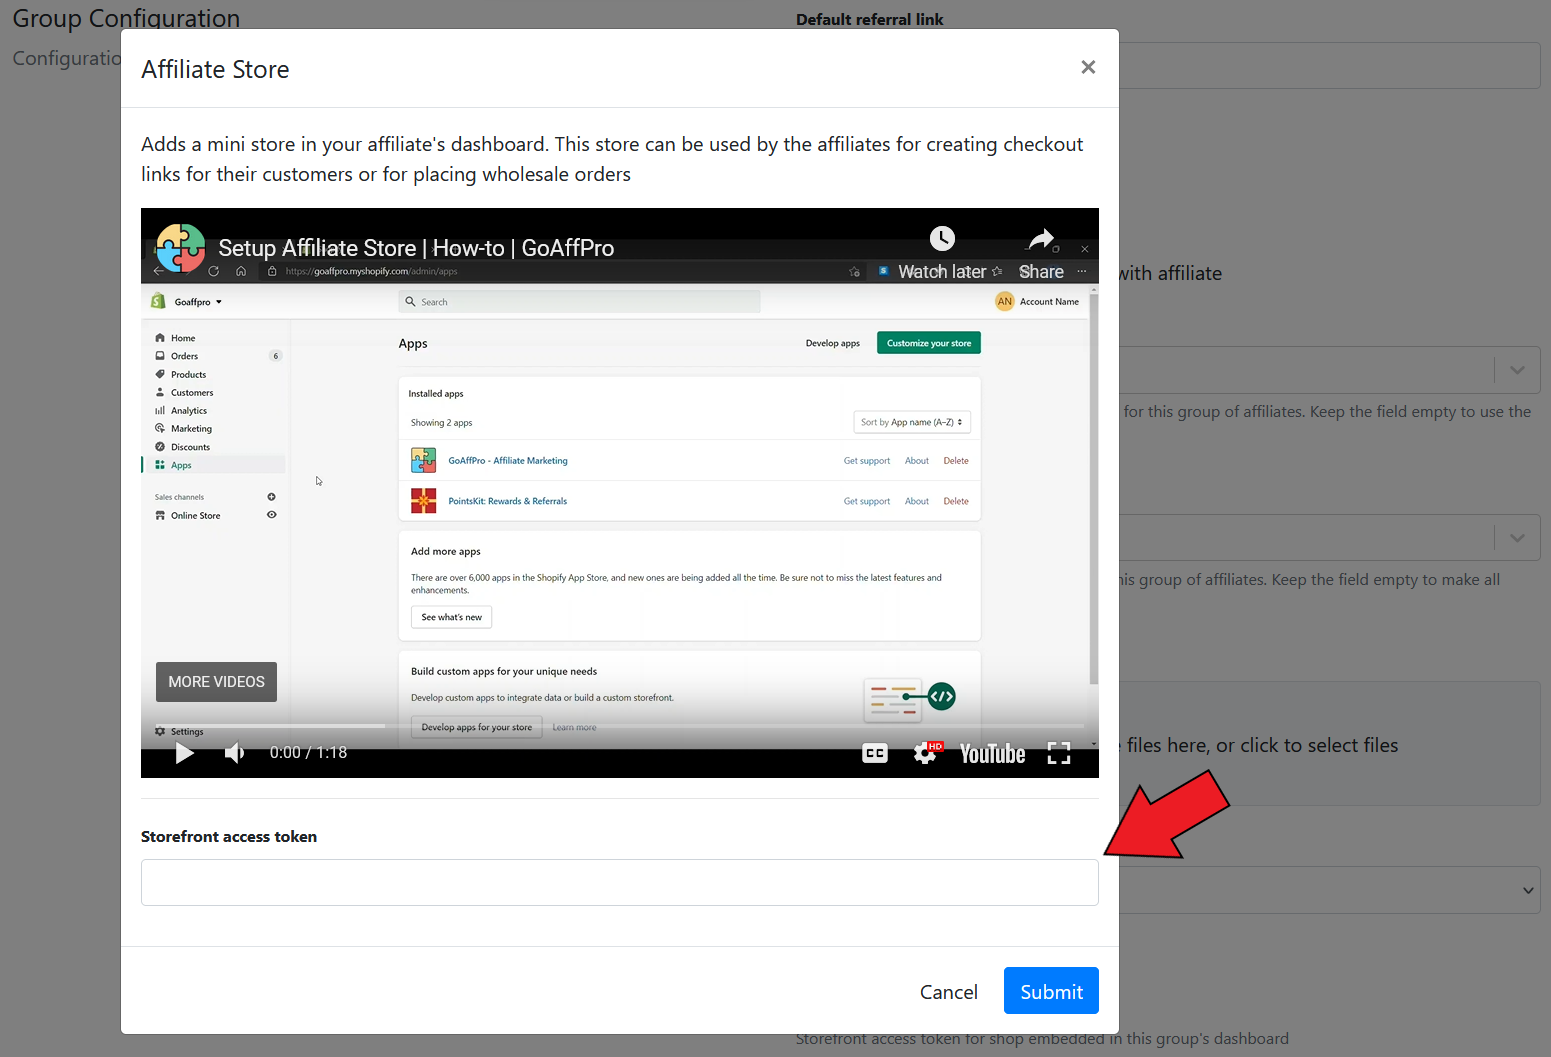 Group Configuration
Default referral link
Configuratio
Affiliate Store
×
Adds a mini store in your affiliate's dashboard. This store can be used by the affiliates for creating checkout
links for their customers or for placing wholesale orders
Setup Affiliate Store | How-to | GoAffPro
https://goaffpro.myshopify.com/admin/apps
Watch later
Share
with affiliate
Goaffpro
Search
AN
Account Name
Home
Orders
6
Products
Customers
Analytics
Marketing
Discounts
Apps
Sales channels
Online Store
Settings
Apps
Develop apps
Customize your store
Installed apps
Showing 2 apps
Sort by App name (A–Z)
GoAffPro - Affiliate Marketing
Get support
About
Delete
PointsKit: Rewards & Referrals
Get support
About
Delete
Add more apps
There are over 6,000 apps in the Shopify App Store, and new ones are being added all the time. Be sure not to miss the latest features and
enhancements.
See what's new
Build custom apps for your unique needs
Develop custom apps to integrate data or build a custom storefront.
Develop apps for your store
Learn more
MORE VIDEOS
0:00 / 1:18
CC
HD
YouTube
for this group of affiliates. Keep the field empty to use the
his group of affiliates. Keep the field empty to make all
files here, or click to select files
Storefront access token
Cancel
Submit
Storefront access token for shop embedded in this group's dashboard